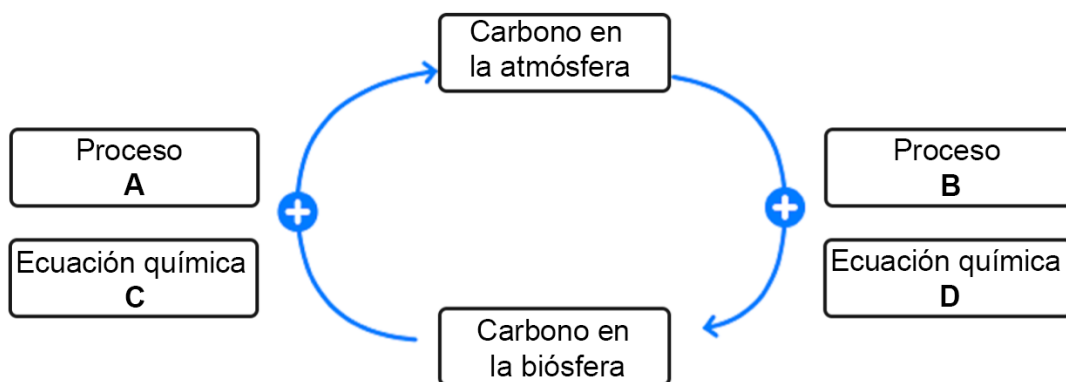 Carbono en
la atmósfera
Proceso
A
Proceso
B
Ecuación química
C
Ecuación química
D
Carbono en
la biósfera